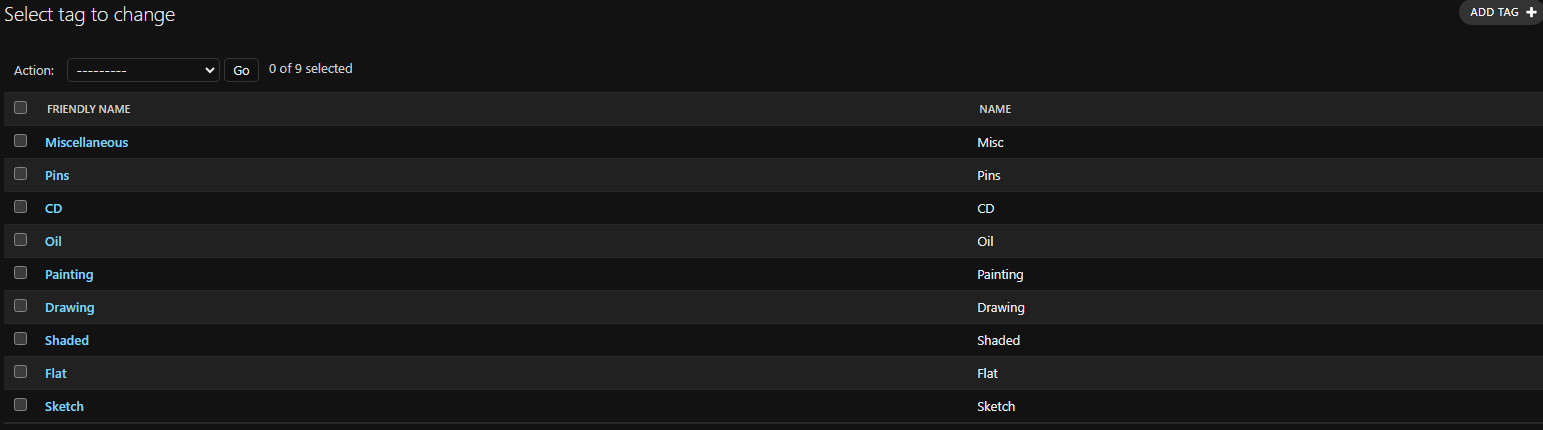 Select tag to change
ADD TAG +
Action: --------- Go 0 of 9 selected
FRIENDLY NAME NAME
Miscellaneous Misc
Pins Pins
CD CD
Oil Oil
Painting Painting
Drawing Drawing
Shaded Shaded
Flat Flat
Sketch Sketch